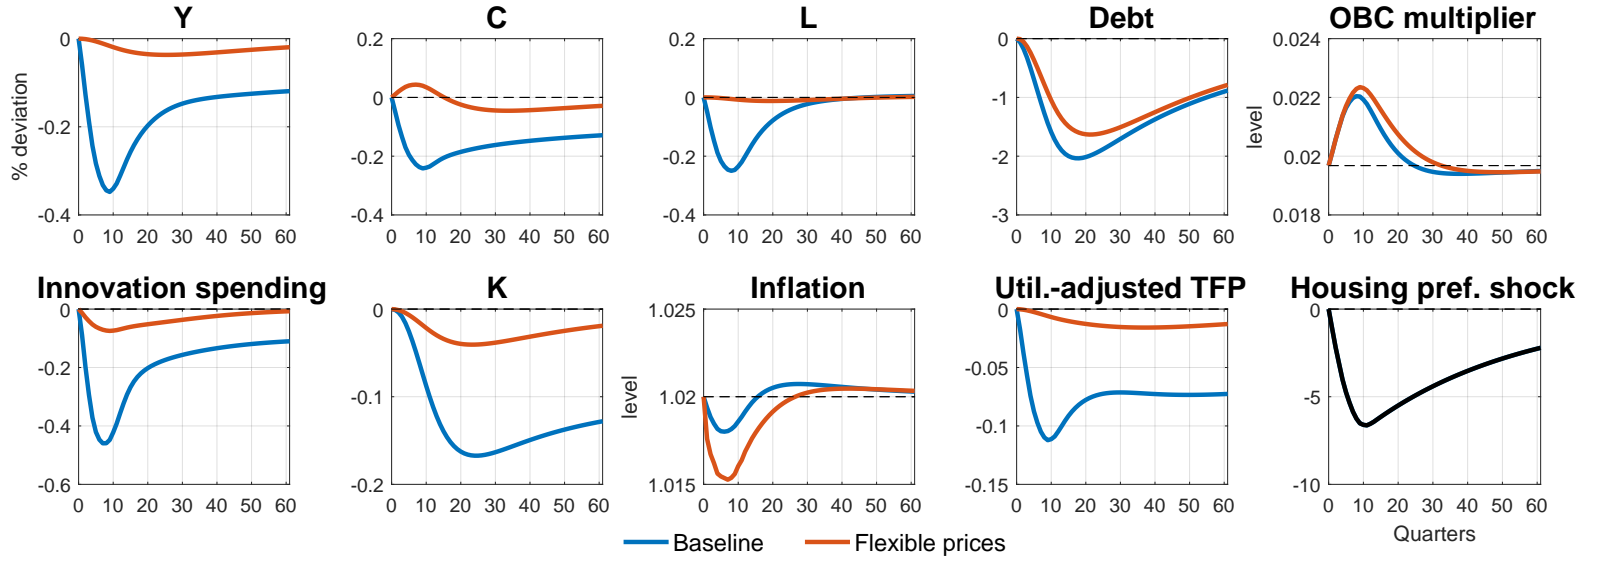 Y C L Debt OBC multiplier
% deviation
0
-0.2
-0.4
0 10 20 30 40 50 60
0.2
0
-0.2
-0.4
0 10 20 30 40 50 60
0.2
0
-0.2
-0.4
0 10 20 30 40 50 60
0
-1
-2
-3
0 10 20 30 40 50 60
level
0.024
0.022
0.02
0.018
0 10 20 30 40 50 60
Innovation spending K Inflation Util.-adjusted TFP Housing pref. shock
0
-0.2
-0.4
-0.6
0 10 20 30 40 50 60
0
-0.1
-0.2
0 10 20 30 40 50 60
level
1.025
1.02
1.015
0 10 20 30 40 50 60
0
-0.05
-0.1
-0.15
0 10 20 30 40 50 60
0
-5
-10
0 10 20 30 40 50 60
Quarters
Baseline Flexible prices